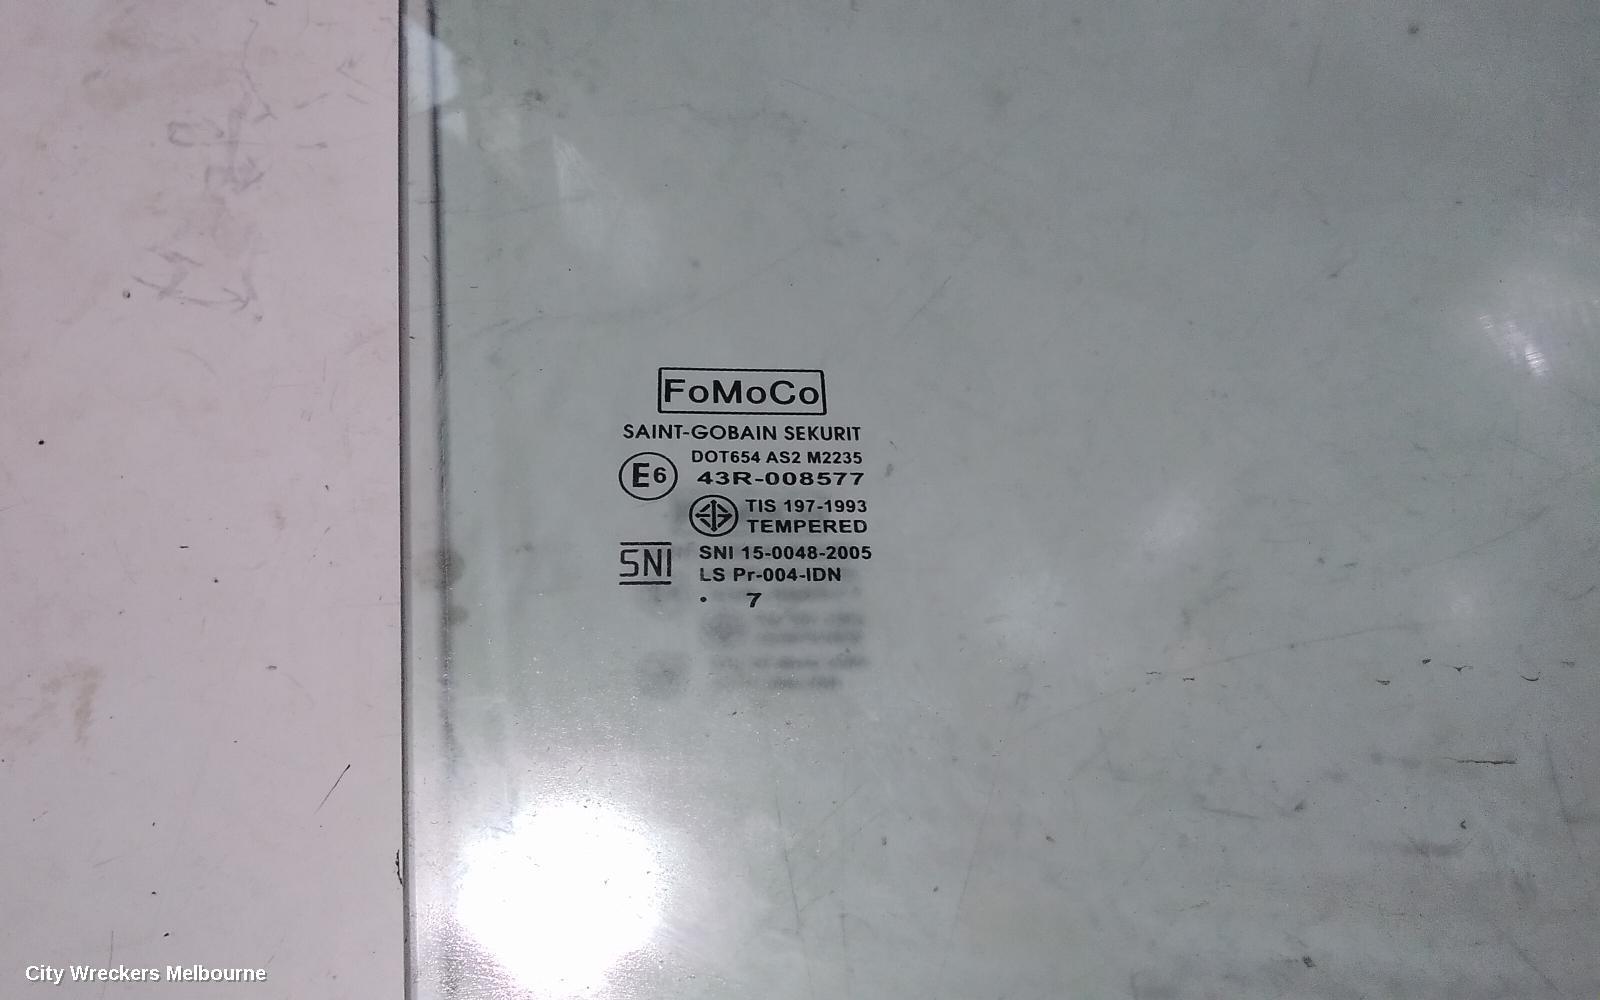 FoMoCo
SAINT-GOBAIN SEKURIT
DOT654 AS2 M2235
E6 43R-008577
TIS 197-1993
TEMPERED
SNI SNI 15-0048-2005
LS Pr-004-IDN
. 7
City Wreckers Melbourne